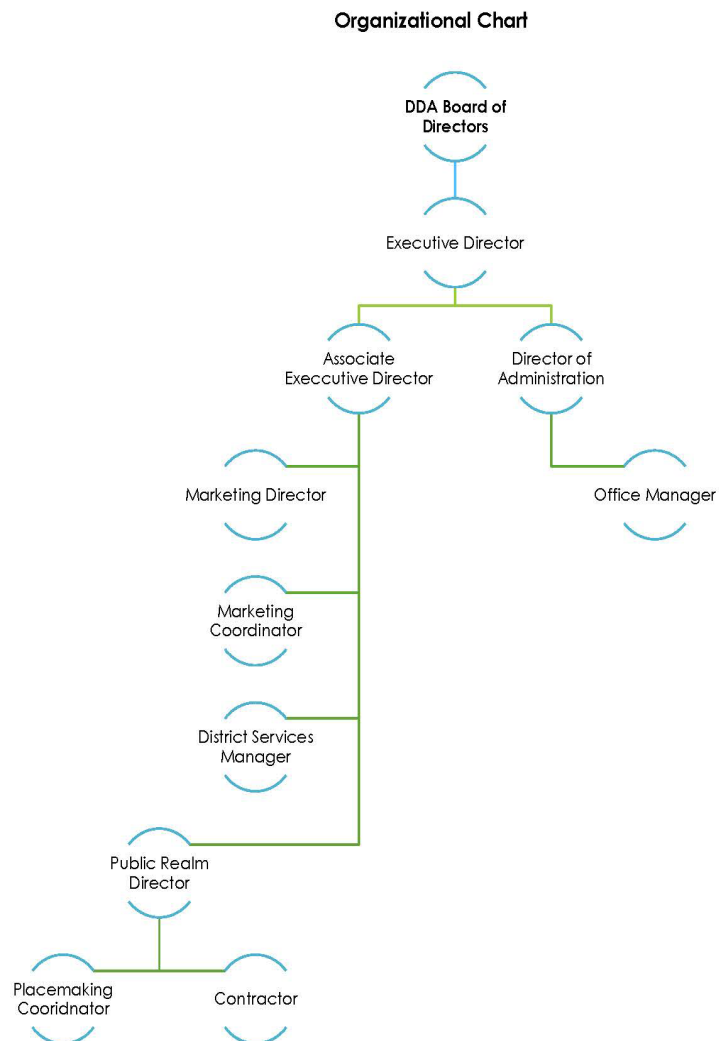 Organizational Chart
DDA Board of
Directors
Executive Director
Associate
Execcutive Director
Director of
Administration
Marketing Director
Office Manager
Marketing
Coordinator
District Services
Manager
Public Realm
Director
Placemaking
Cooridnator
Contractor